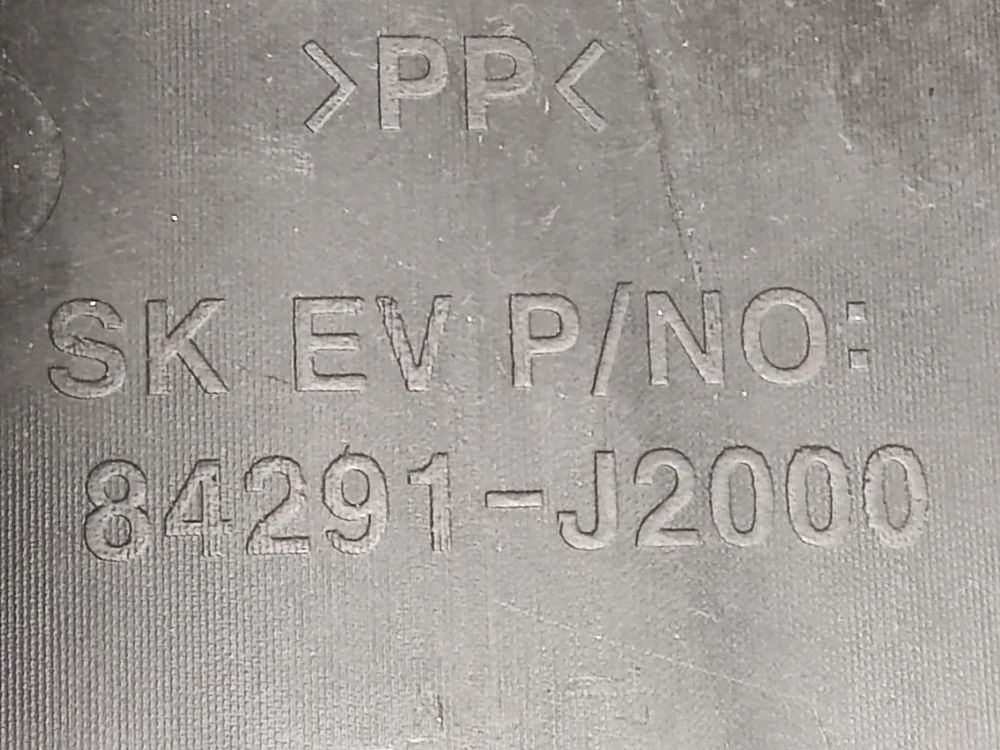 >PP<
SK EV P/NO:
84291-J2000